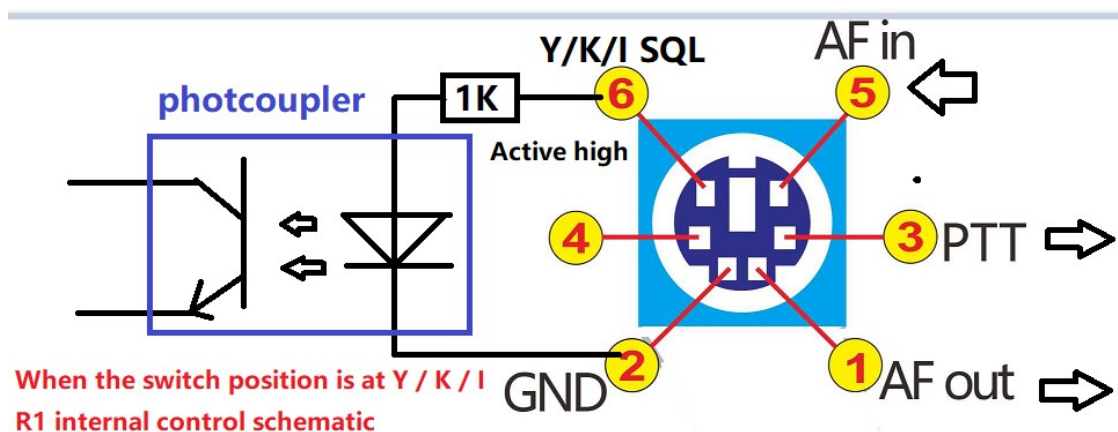 AF in
Y/K/I SQL
6
5
1K
photcoupler
Active high
4
3
PTT
2
GND
1
AF out
When the switch position is at Y / K / I
R1 internal control schematic